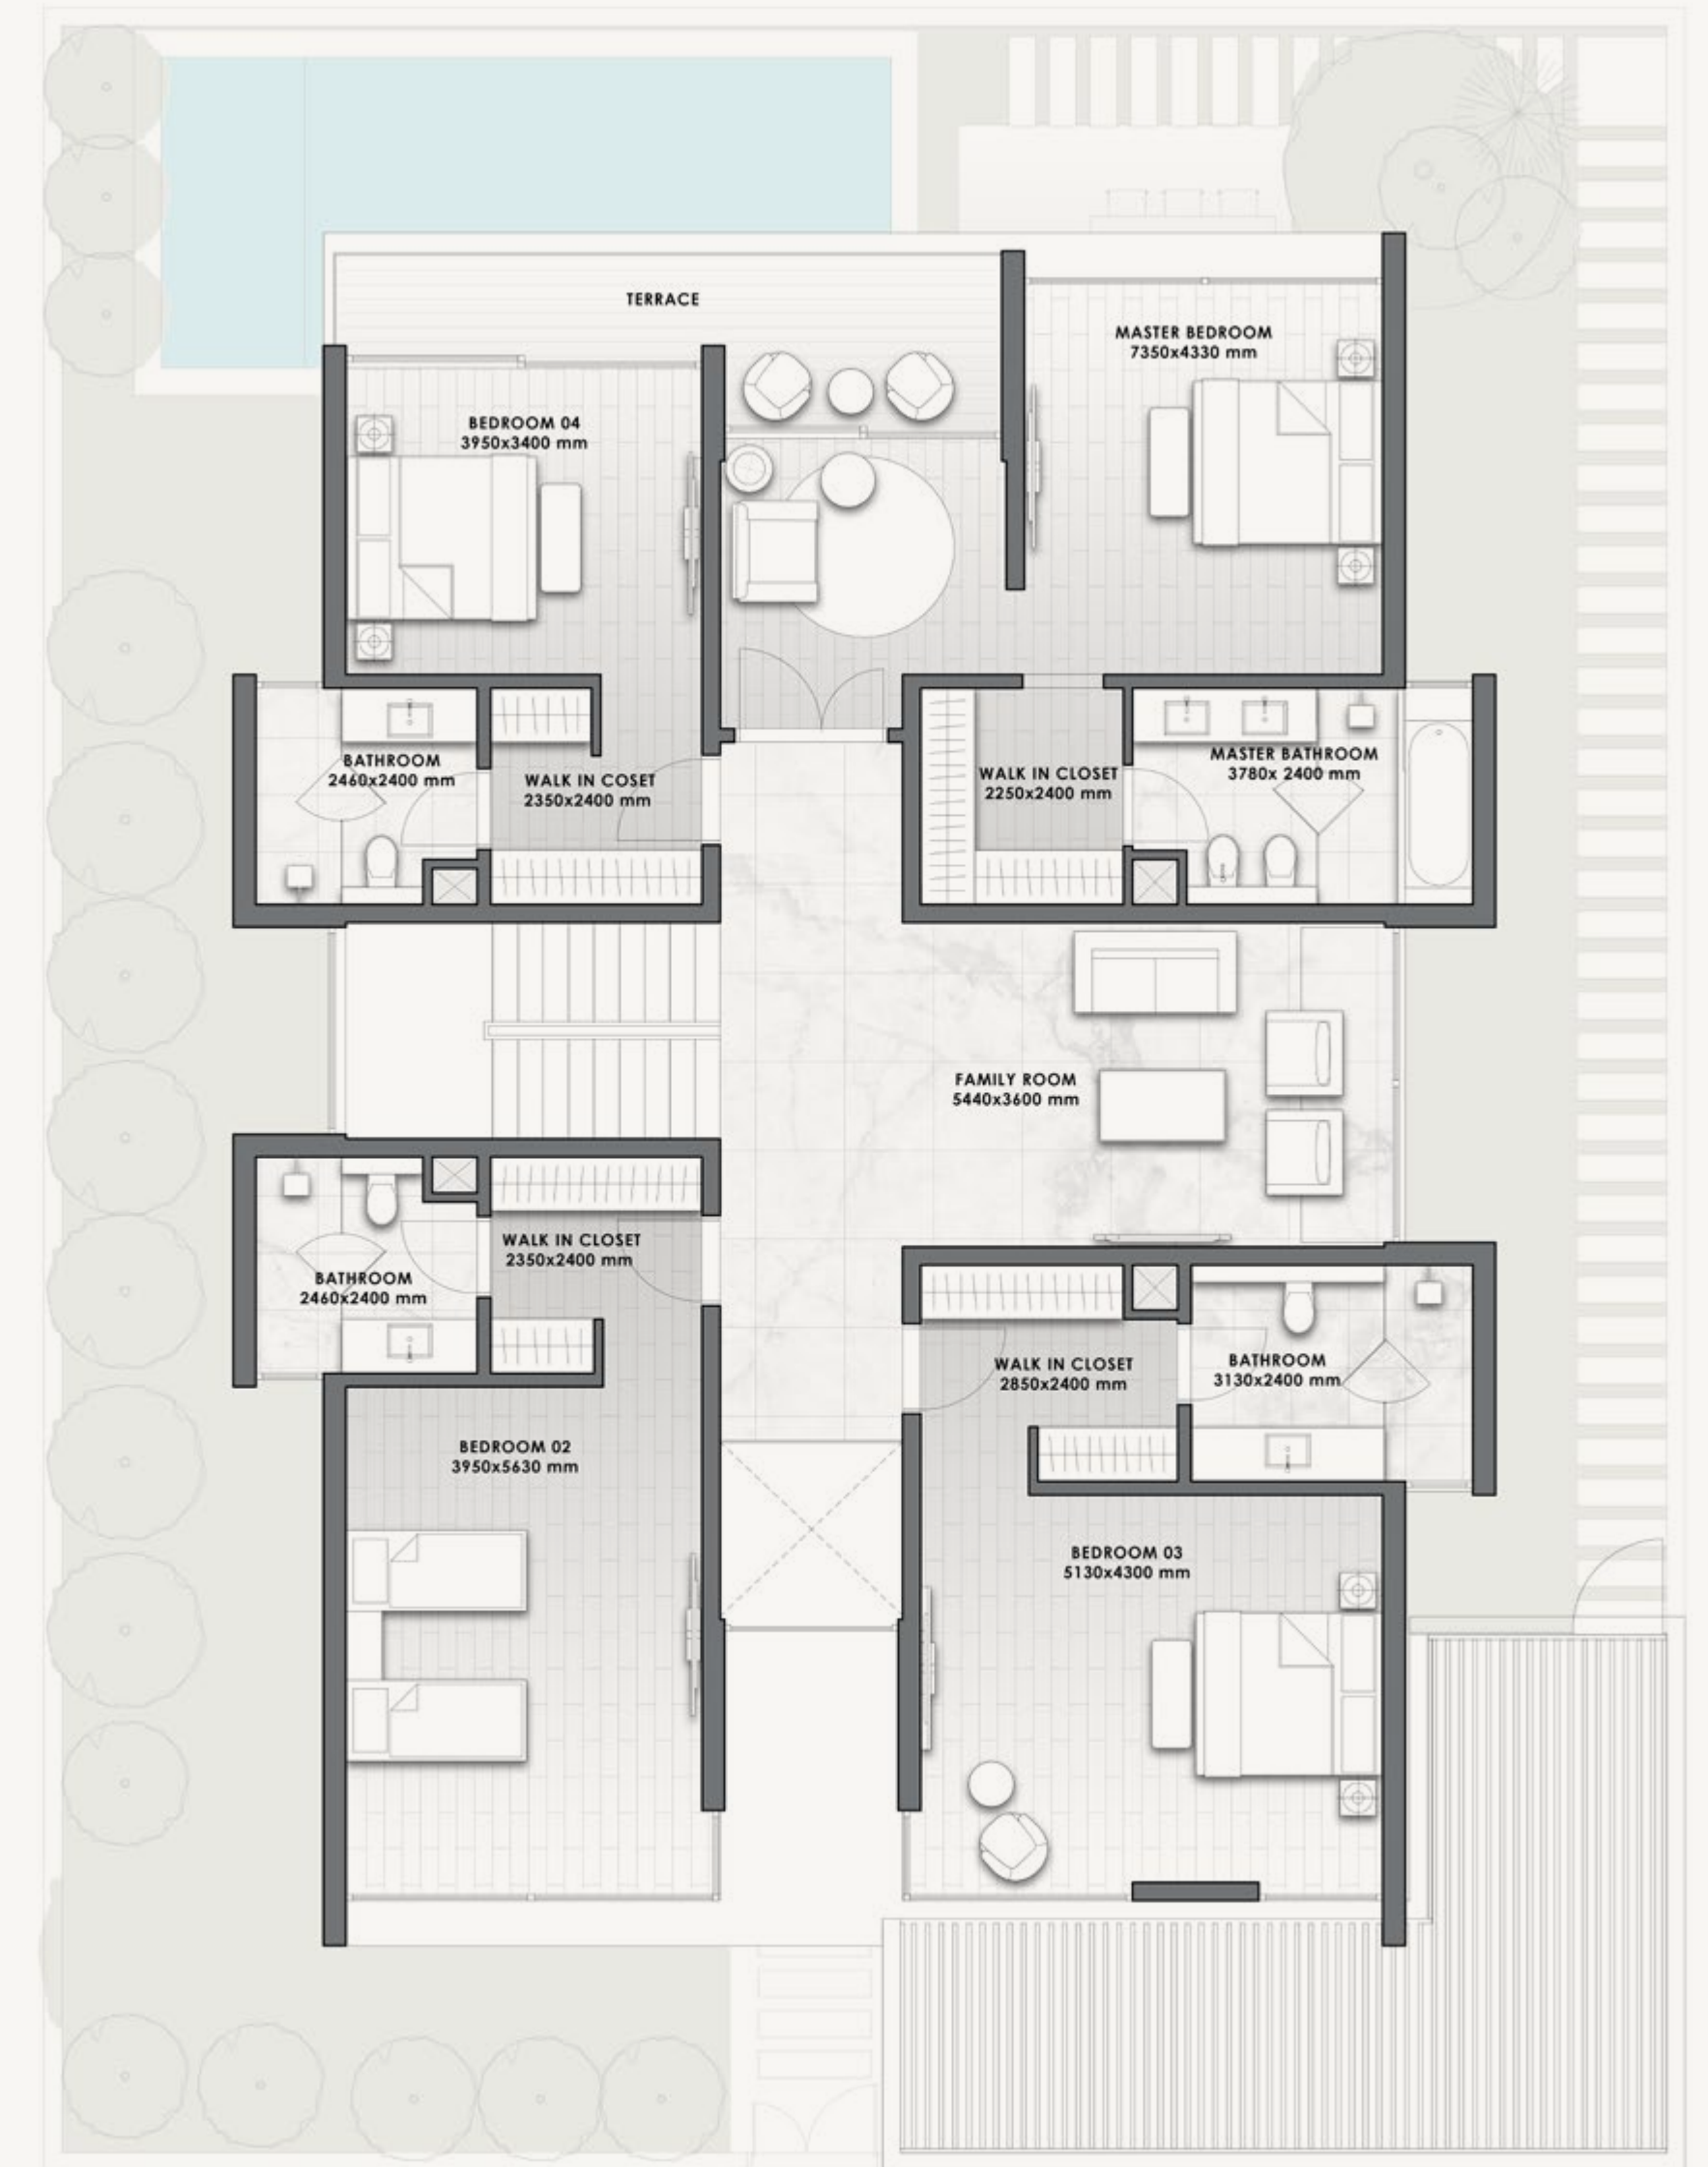 TERRACE
MASTER BEDROOM
7350x4330 mm
BEDROOM 04
3950x3400 mm
BATHROOM
2460x2400 mm
WALK IN COSET
2350x2400 mm
WALK IN CLOSET
2250x2400 mm
MASTER BATHROOM
3780x 2400 mm
FAMILY ROOM
5440x3600 mm
WALK IN CLOSET
2350x2400 mm
BATHROOM
2460x2400 mm
WALK IN CLOSET
2850x2400 mm
BATHROOM
3130x2400 mm
BEDROOM 02
3950x5630 mm
BEDROOM 03
5130x4300 mm